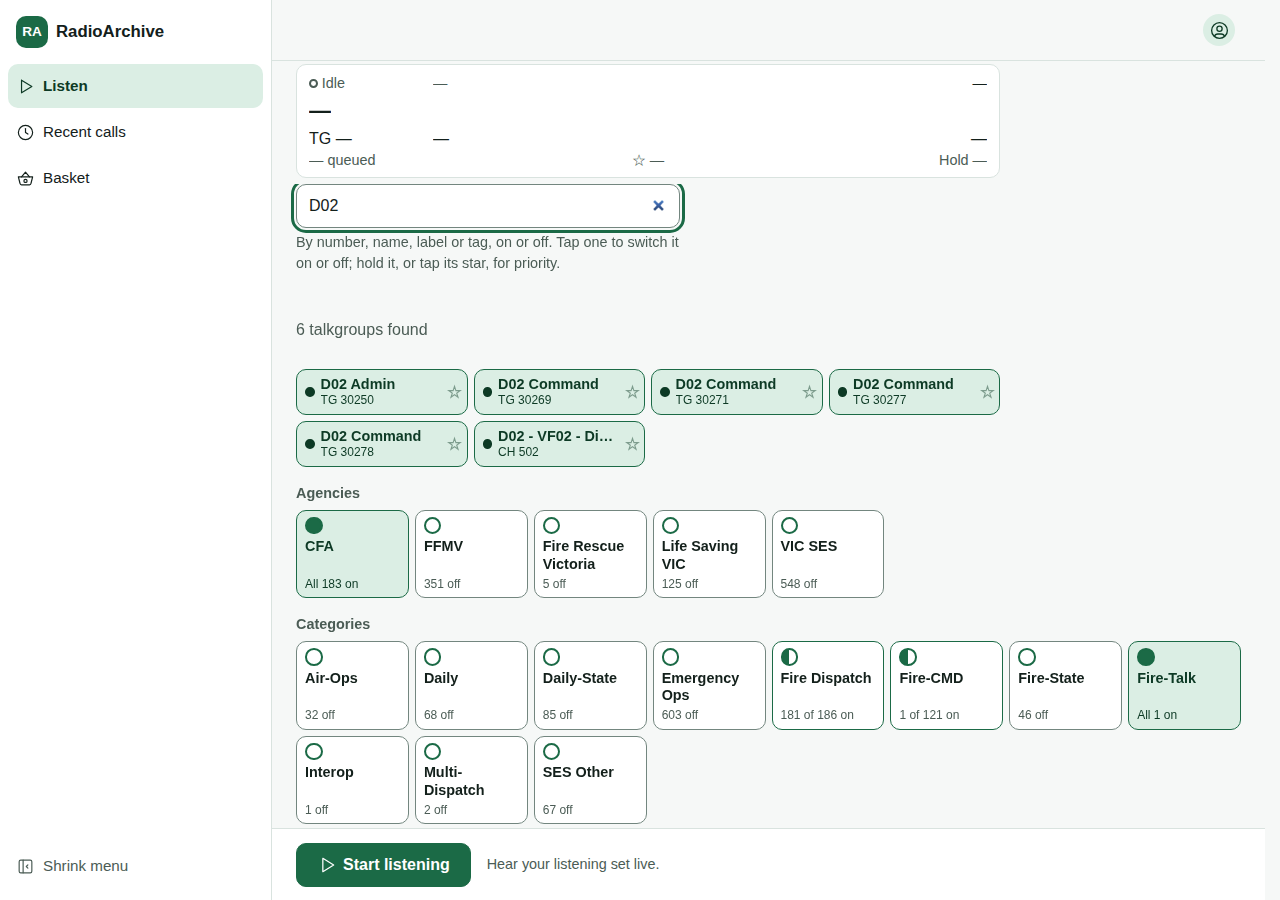 RA RadioArchive
Listen
Recent calls
Basket
Shrink menu
Idle — —
—
TG — — —
— queued ☆ — Hold —
D02
By number, name, label or tag, on or off. Tap one to switch it
on or off; hold it, or tap its star, for priority.
6 talkgroups found
D02 Admin
TG 30250
D02 Command
TG 30269
D02 Command
TG 30271
D02 Command
TG 30277
D02 Command
TG 30278
D02 - VF02 - Di...
CH 502
Agencies
CFA
All 183 on
FFMV
351 off
Fire Rescue
Victoria
5 off
Life Saving
VIC
125 off
VIC SES
548 off
Categories
Air-Ops
32 off
Daily
68 off
Daily-State
85 off
Emergency
Ops
603 off
Fire Dispatch
181 of 186 on
Fire-CMD
1 of 121 on
Fire-State
46 off
Fire-Talk
All 1 on
Interop
1 off
Multi-
Dispatch
2 off
SES Other
67 off
Start listening
Hear your listening set live.